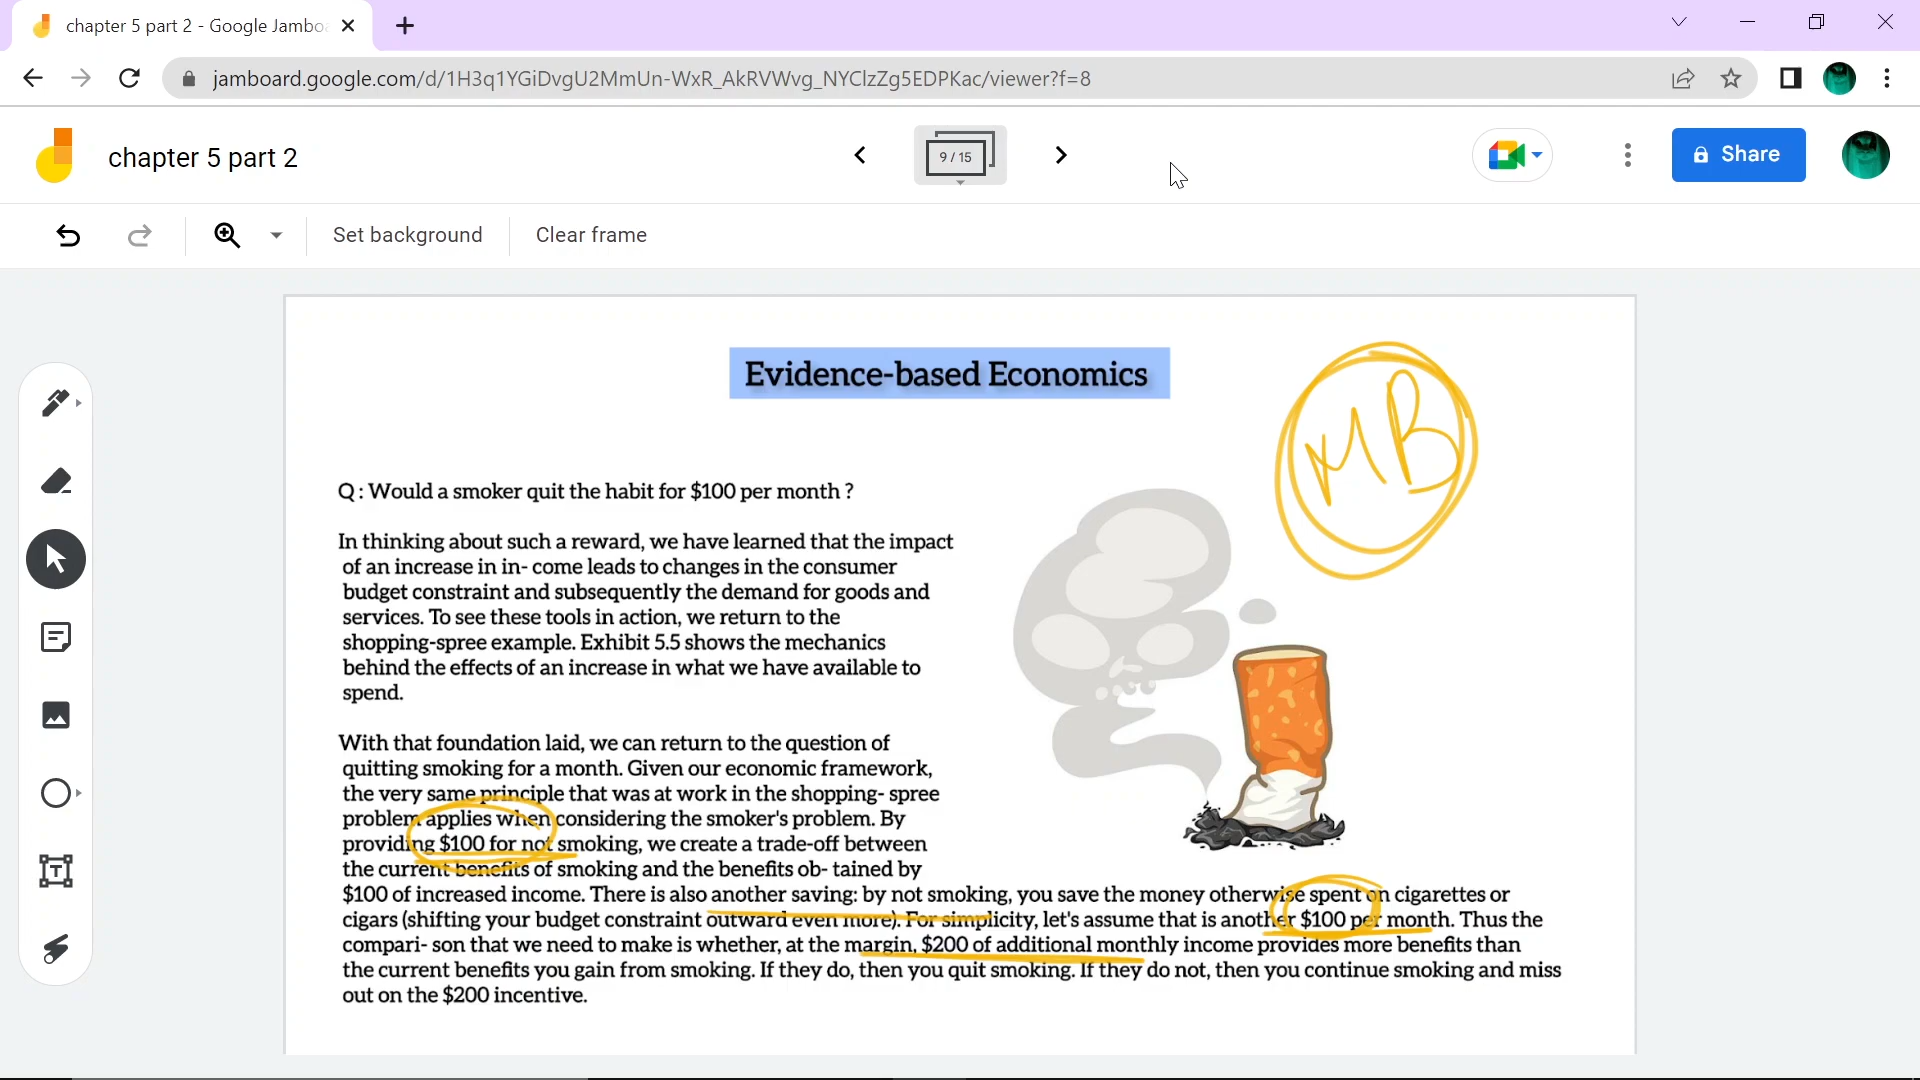 chapter 5 part 2 - Google Jambo
jamboard.google.com/d/1H3q1YGiDvgU2MmUn-WxR_AkRVWvg_NYClzZg5EDPKac/viewer?f=8
chapter 5 part 2
9 / 15
Share
Set background
Clear frame
Evidence-based Economics
MB
Q : Would a smoker quit the habit for $100 per month ?
In thinking about such a reward, we have learned that the impact
of an increase in in- come leads to changes in the consumer
budget constraint and subsequently the demand for goods and
services. To see these tools in action, we return to the
shopping-spree example. Exhibit 5.5 shows the mechanics
behind the effects of an increase in what we have available to
spend.
With that foundation laid, we can return to the question of
quitting smoking for a month. Given our economic framework,
the very same principle that was at work in the shopping- spree
problem applies when considering the smoker's problem. By
providing $100 for not smoking, we create a trade-off between
the current benefits of smoking and the benefits ob- tained by
$100 of increased income. There is also another saving: by not smoking, you save the money otherwise spent on cigarettes or
cigars (shifting your budget constraint outward even more). For simplicity, let's assume that is another $100 per month. Thus the
compari- son that we need to make is whether, at the margin, $200 of additional monthly income provides more benefits than
the current benefits you gain from smoking. If they do, then you quit smoking. If they do not, then you continue smoking and miss
out on the $200 incentive.